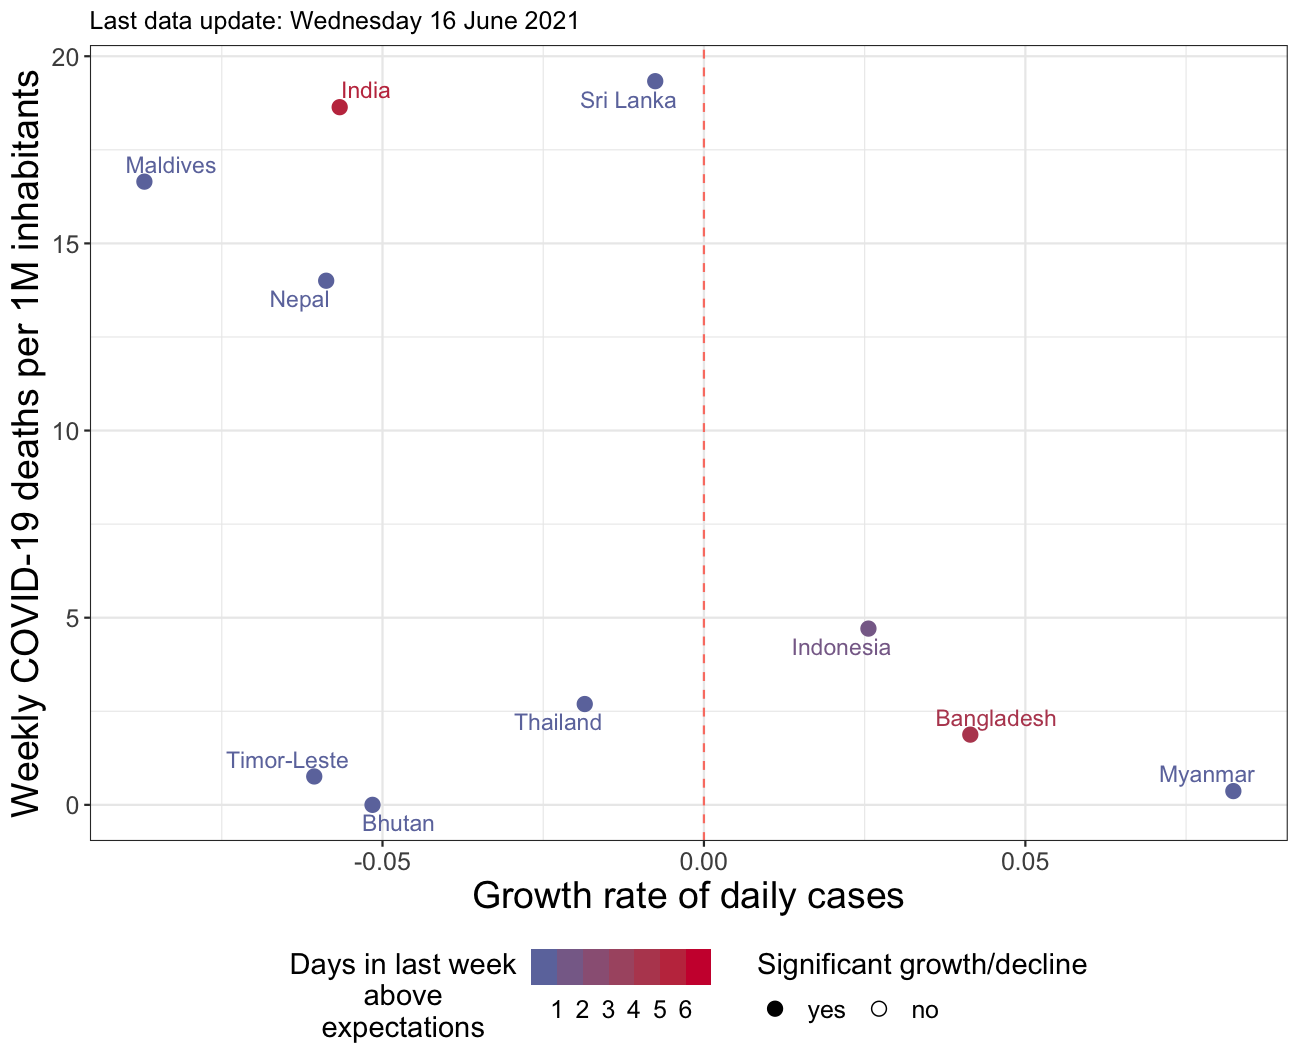 Last data update: Wednesday 16 June 2021
Weekly COVID-19 deaths per 1M inhabitants
20
15
10
5
0
India
Sri Lanka
Maldives
Nepal
Indonesia
Thailand
Bangladesh
Timor-Leste
Myanmar
Bhutan
-0.05 0.00 0.05
Growth rate of daily cases
Days in last week
above
expectations
1 2 3 4 5 6
Significant growth/decline
yes no